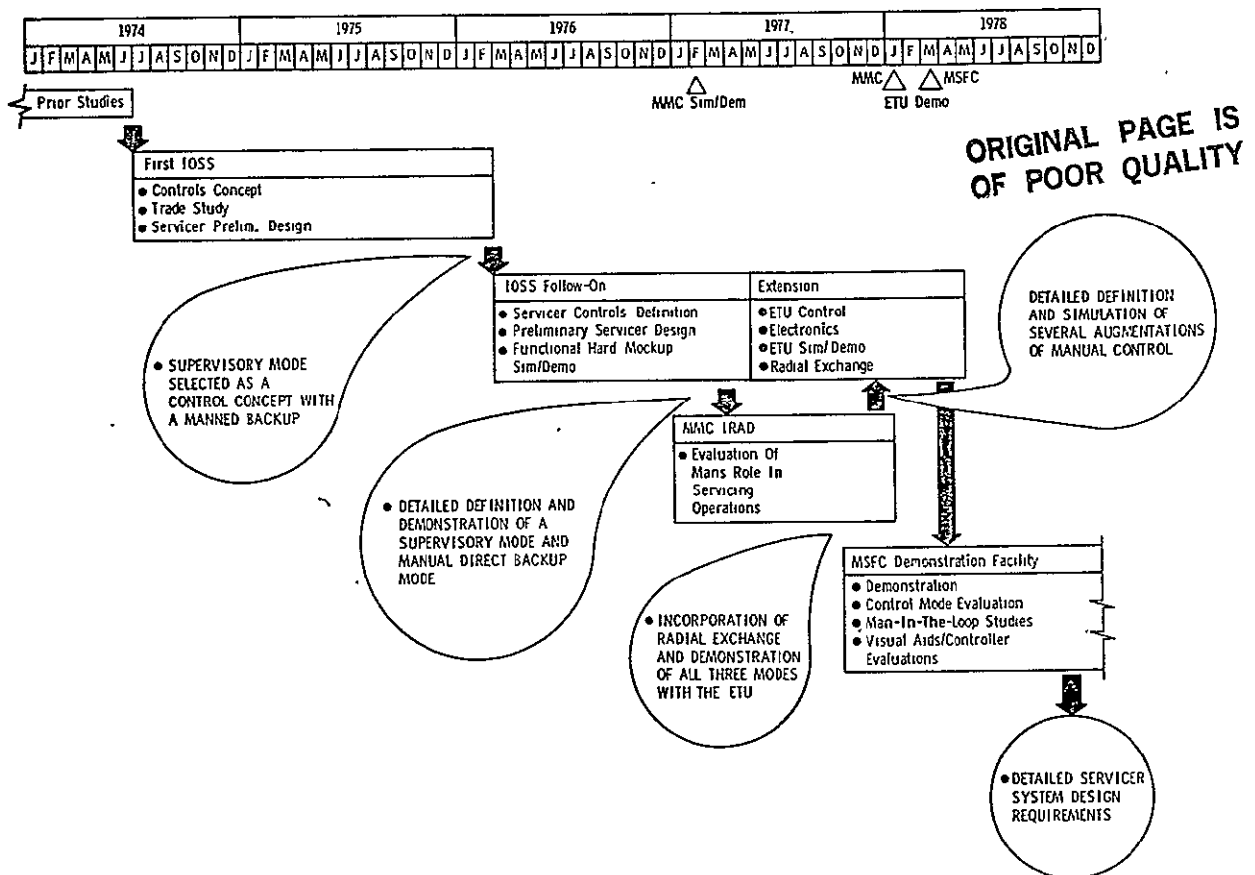 1974 1975 1976 1977 1978
J F M A M J J A S O N D J F M A M J J A S O N D J F M A M J J A S O N D J F M A M J J A S O N D J F M A M J J A S O N D
MMC MSFC
MMC Sim/Dem ETU Demo
Prior Studies
ORIGINAL PAGE IS
OF POOR QUALITY
First IOSS
• Controls Concept
• Trade Study
• Servicer Prelim. Design
IOSS Follow-On
• Servicer Controls Definition
• Preliminary Servicer Design
• Functional Hard Mockup
Sim/Demo
Extension
• ETU Control
• Electronics
• ETU Sim/Demo
• Radial Exchange
DETAILED DEFINITION
AND SIMULATION OF
SEVERAL AUGMENTATIONS
OF MANUAL CONTROL
• SUPERVISORY MODE
SELECTED AS A
CONTROL CONCEPT WITH
A MANNED BACKUP
MMC IRAD
• Evaluation Of
Mans Role In
Servicing
Operations
• DETAILED DEFINITION AND
DEMONSTRATION OF A
SUPERVISORY MODE AND
MANUAL DIRECT BACKUP
MODE
MSFC Demonstration Facility
• Demonstration
• Control Mode Evaluation
• Man-In-The-Loop Studies
• Visual Aids/Controller
Evaluations
• INCORPORATION OF
RADIAL EXCHANGE
AND DEMONSTRATION
OF ALL THREE MODES
WITH THE ETU
• DETAILED SERVICER
SYSTEM DESIGN
REQUIREMENTS